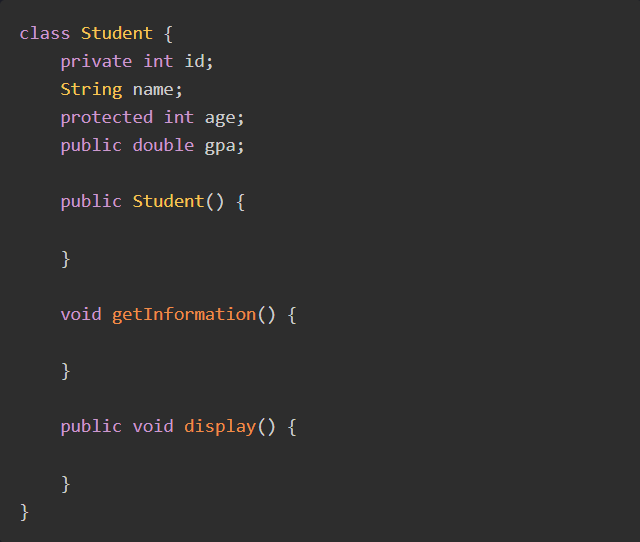 class Student {
    private int id;
    String name;
    protected int age;
    public double gpa;

    public Student() {

    }

    void getInformation() {

    }

    public void display() {

    }
}